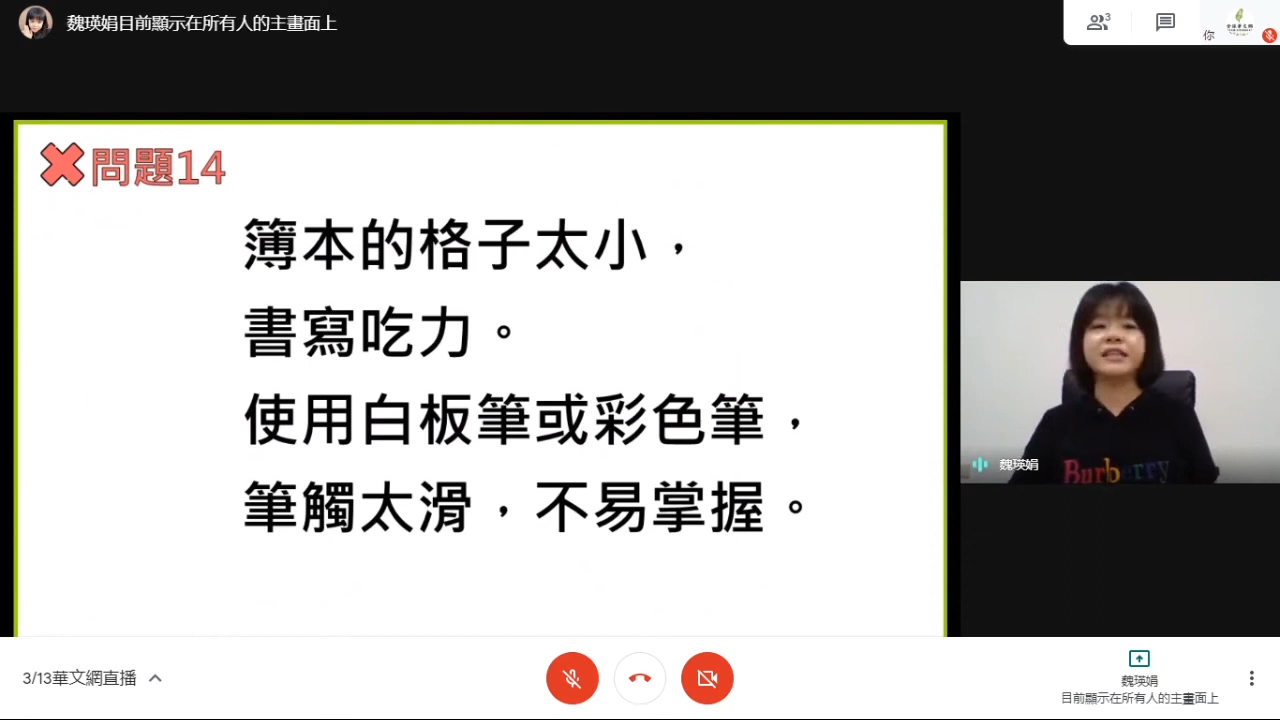 魏瑛娟目前顯示在所有人的主畫面上
3
你
問題14
簿本的格子太小，
書寫吃力。
使用白板筆或彩色筆，
筆觸太滑，不易掌握。
魏瑛娟
Burberry
3/13華文網直播
魏瑛娟
目前顯示在所有人的主畫面上